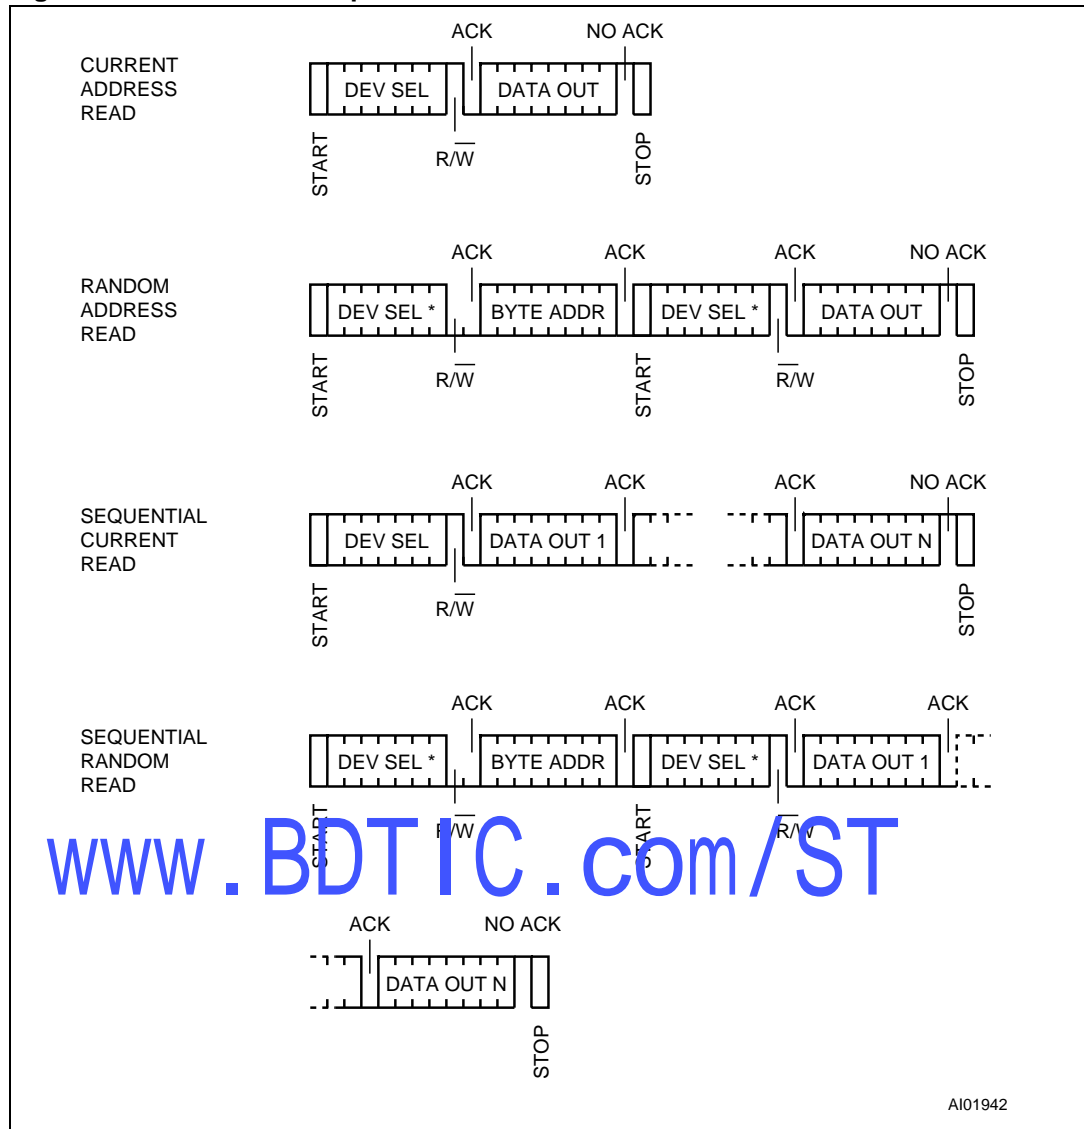 ACK NO ACK
CURRENT
ADDRESS
READ
DEV SEL DATA OUT
R/W̅
START
STOP
ACK ACK ACK NO ACK
RANDOM
ADDRESS
READ
DEV SEL * BYTE ADDR DEV SEL * DATA OUT
R/W̅ R/W̅
START START STOP
ACK ACK ACK NO ACK
SEQUENTIAL
CURRENT
READ
DEV SEL DATA OUT 1 DATA OUT N
R/W̅
START STOP
ACK ACK ACK ACK
SEQUENTIAL
RANDOM
READ
DEV SEL * BYTE ADDR DEV SEL * DATA OUT 1
R/W̅ R/W̅
START START
www.BDTIC.com/ST
ACK NO ACK
DATA OUT N
STOP
AI01942